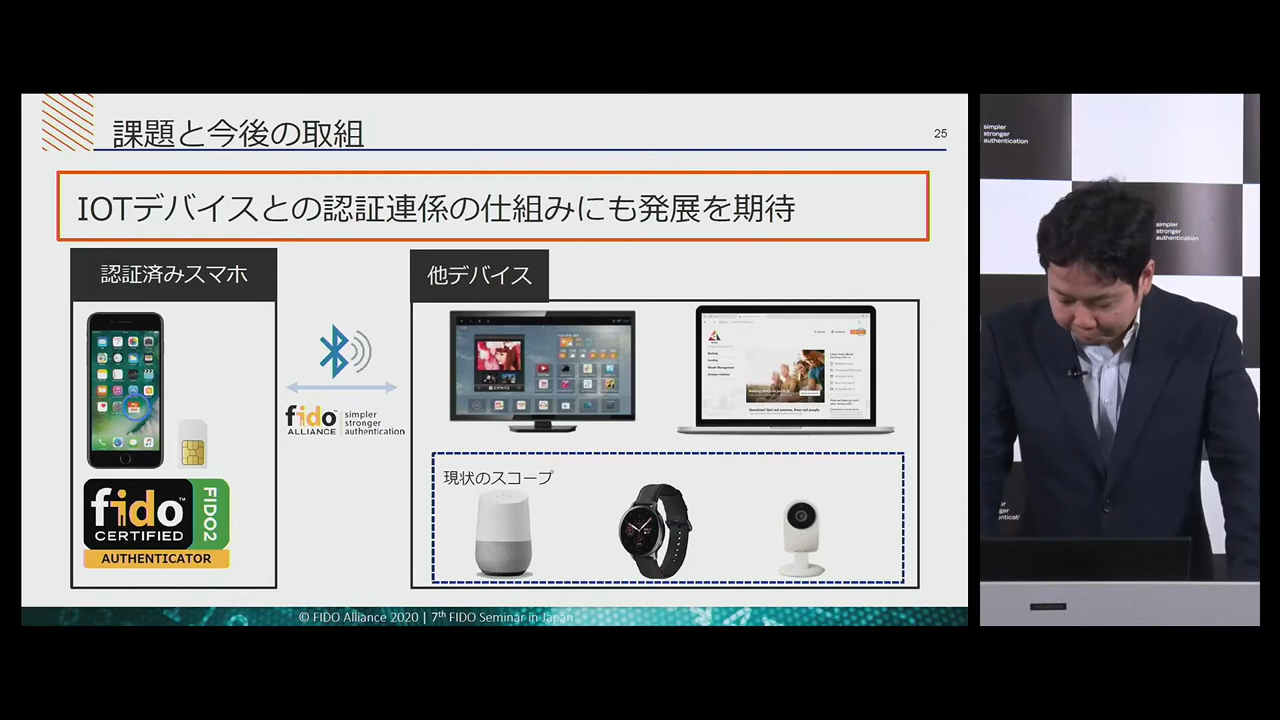 課題と今後の取組
25
IOTデバイスとの認証連係の仕組みにも発展を期待
認証済みスマホ
他デバイス
fido
ALLIANCE
simpler
stronger
authentication
fido™
CERTIFIED
FIDO2
AUTHENTICATOR
現状のスコープ
© FIDO Alliance 2020 | 7th FIDO Seminar in Japan
simpler
stronger
authentication
simpler
stronger
authentication